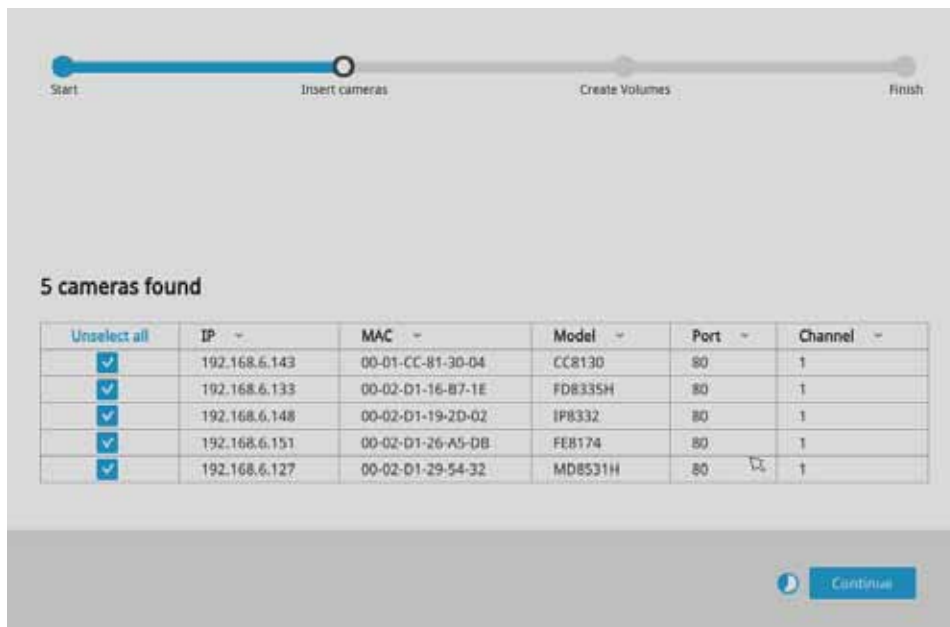 Start Insert cameras Create Volumes Finish
5 cameras found
Unselect all IP MAC Model Port Channel
192.168.6.143 00-01-CC-81-30-04 CC8130 80 1
192.168.6.133 00-02-D1-16-B7-1E FD8335H 80 1
192.168.6.148 00-02-D1-19-2D-02 IP8332 80 1
192.168.6.151 00-02-D1-26-A5-DB FE8174 80 1
192.168.6.127 00-02-D1-29-54-32 MD8531H 80 1
Continue